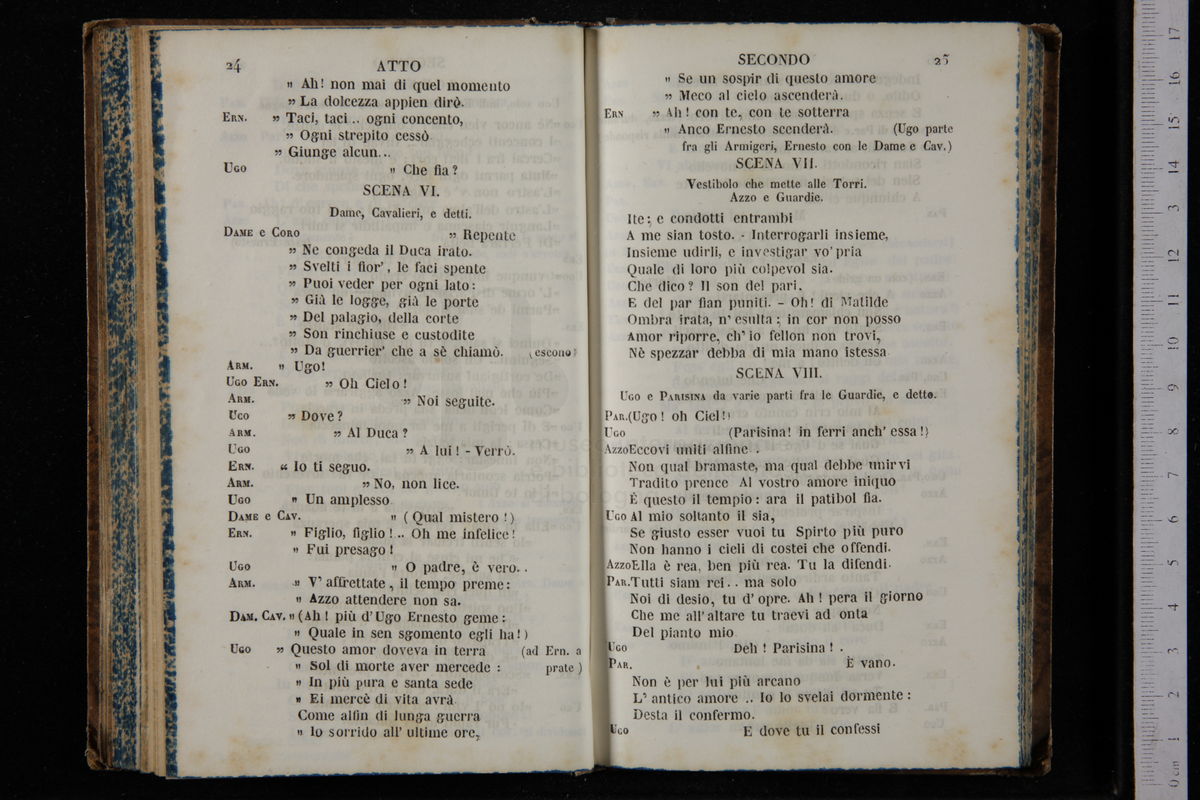 24 ATTO
” Ah! non mai di quel momento
” La dolcezza appien dirò.
ERN. ” Taci, taci .. ogni concento,
” Ogni strepito cessò
” Giunge alcun...
UGO ” Che fia ?
SCENA VI.
Dame, Cavalieri, e detti.
DAME e CORO ” Repente
” Ne congeda il Duca irato.
” Svelti i fior', le faci spente
” Puoi veder per ogni lato:
” Già le logge, già le porte
” Del palagio, della corte
” Son rinchiuse e custodite
” Da guerrier' che a sè chiamò. (escono)
ARM. ” Ugo!
UGO ERN. ” Oh Cielo!
ARM. ” Noi seguite.
UGO ” Dove ?
ARM. ” Al Duca ?
UGO ” A lui! - Verrò.
ERN. “ Io ti seguo.
ARM. ” No, non lice.
UGO ” Un amplesso
DAME e CAV. ” ( Qual mistero !)
ERN. ” Figlio, figlio! .. Oh me infelice!
” Fui presago !
UGO ” O padre, è vero..
ARM. ” V' affrettate, il tempo preme:
” Azzo attendere non sa.
DAM. CAV. ” (Ah ! più d'Ugo Ernesto geme:
” Quale in sen sgomento egli ha!)
UGO ” Questo amor doveva in terra (ad Ern. a
” Sol di morte aver mercede : prate )
” In più pura e santa sede
” Ei mercè di vita avrà
Come alfin di lunga guerra
” Io sorrido all' ultime ore,
SECONDO 25
” Se un sospir di questo amore
” Meco al cielo ascenderà.
ERN ” Ah! con te, con te sotterra
” Anco Ernesto scenderà. (Ugo parte
fra gli Armigeri, Ernesto con le Dame e Cav.)
SCENA VII.
Vestibolo che mette alle Torri.
Azzo e Guardie.
Ite; e condotti entrambi
A me sian tosto. - Interrogarli insieme,
Insieme udirli, e investigar vo' pria
Quale di loro più colpevol sia.
Che dico ? Il son del pari.
E del par fian puniti. - Oh! di Matilde
Ombra irata, n' esulta ; in cor non posso
Amor riporre, ch' io fellon non trovi,
Nè spezzar debba di mia mano istessa
SCENA VIII.
UGO e PARISINA da varie parti fra le Guardie, e detto.
PAR. (Ugo ! oh Ciel!)
UGO (Parisina! in ferri anch' essa!)
AZZO Eccovi uniti alfine .
Non qual bramaste, ma qual debbe unirvi
Tradito prence Al vostro amore iniquo
È questo il tempio: ara il patibol fia.
UGO Al mio soltanto il sia,
Se giusto esser vuoi tu Spirto più puro
Non hanno i cieli di costei che offendi.
AZZO Ella è rea, ben più rea. Tu la difendi.
PAR. Tutti siam rei .. ma solo
Noi di desio, tu d' opre. Ah ! pera il giorno
Che me all' altare tu traevi ad onta
Del pianto mio
UGO Deh ! Parisina ! .
PAR. È vano.
Non è per lui più arcano
L' antico amore .. Io lo svelai dormente :
Desta il confermo.
UGO E dove tu il confessi